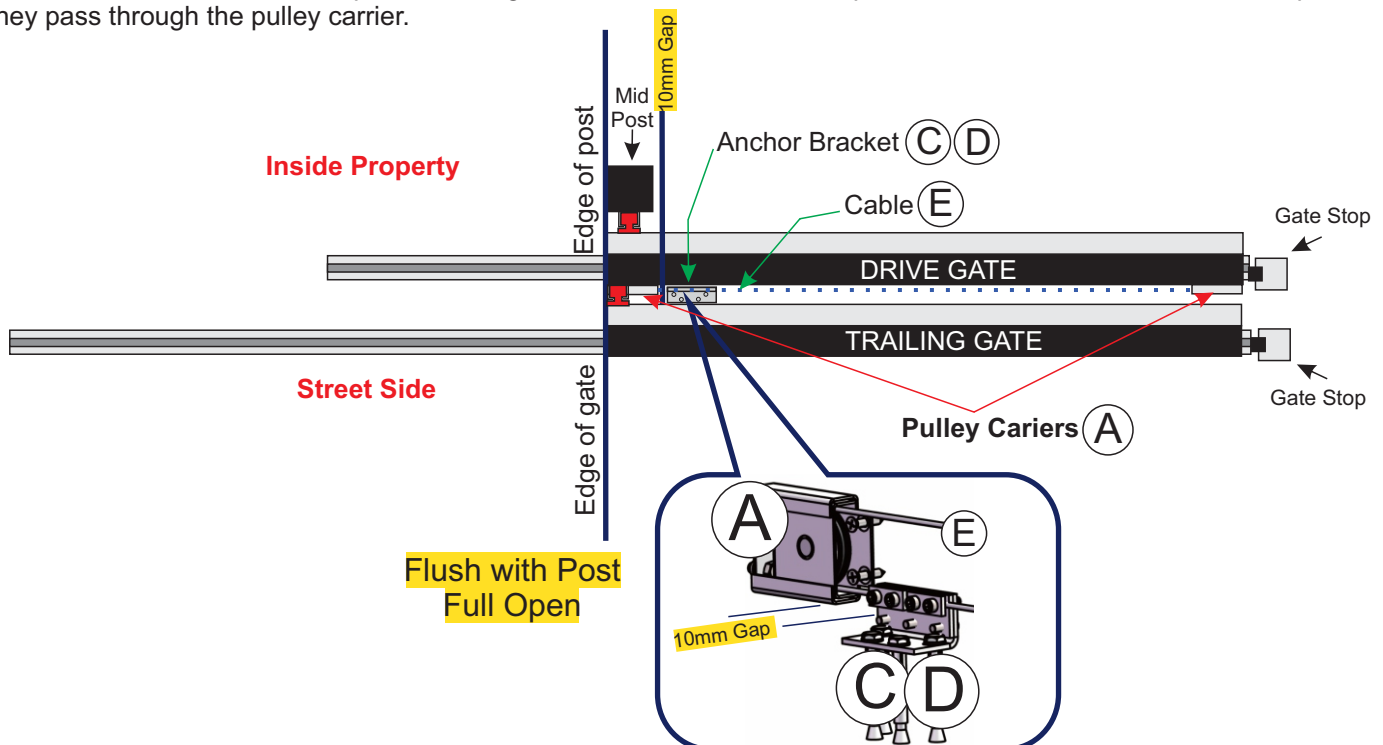 they pass through the pulley carrier.
10mm Gap
Mid
Post
Edge of post
Anchor Bracket C D
Inside Property
Cable E
Gate Stop
DRIVE GATE
TRAILING GATE
Street Side
Gate Stop
Edge of gate
Pulley Cariers A
A
E
Flush with Post
Full Open
10mm Gap
C D